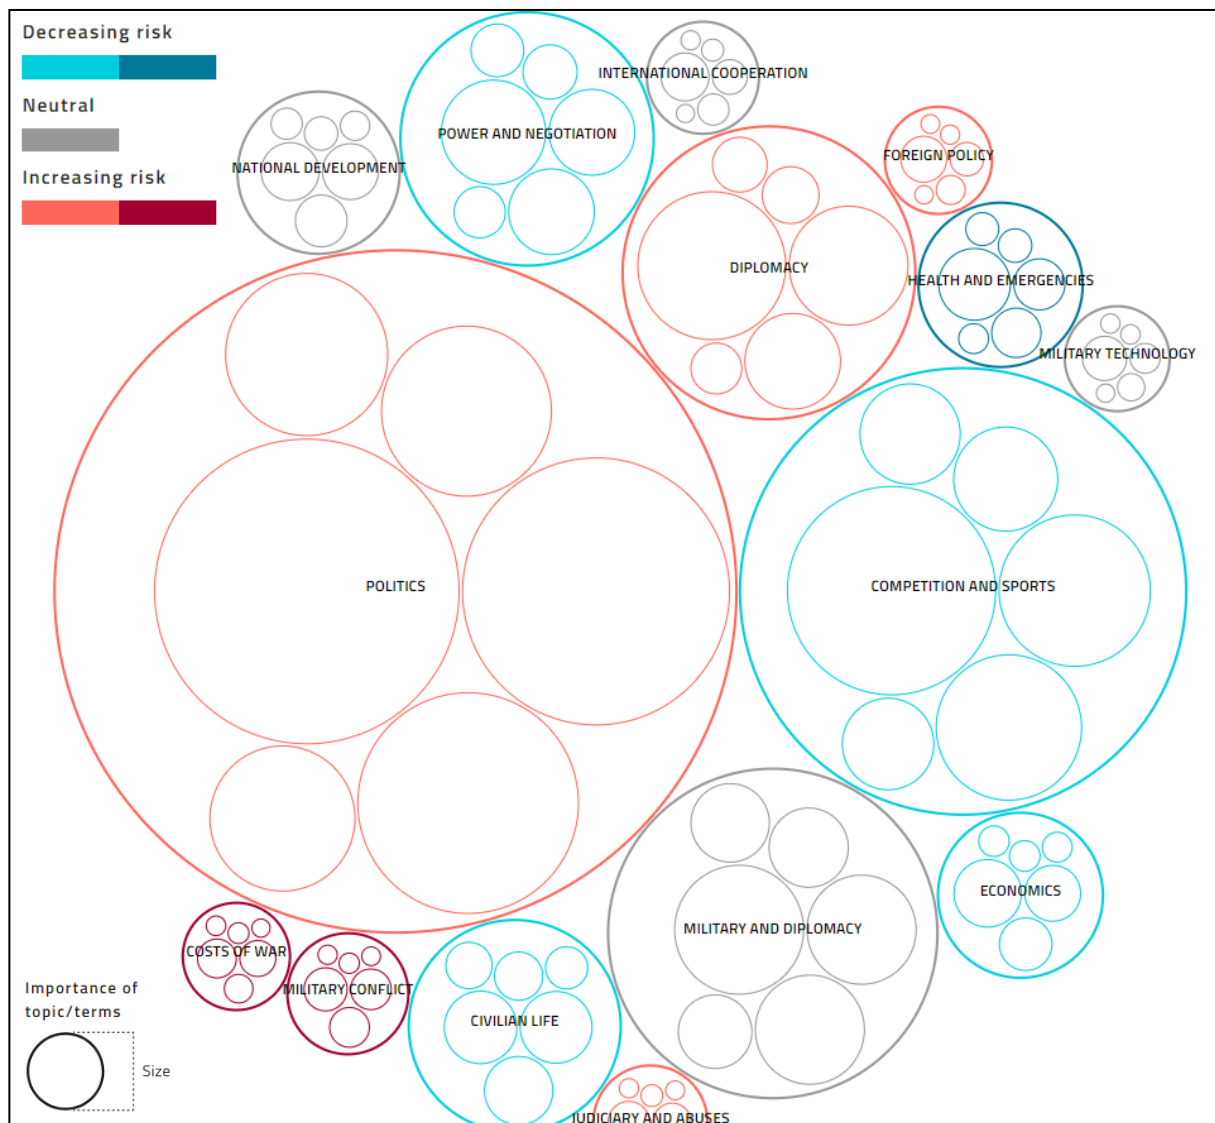 Decreasing risk
Neutral
Increasing risk
INTERNATIONAL COOPERATION
POWER AND NEGOTIATION
FOREIGN POLICY
NATIONAL DEVELOPMENT
DIPLOMACY
HEALTH AND EMERGENCIES
MILITARY TECHNOLOGY
POLITICS
COMPETITION AND SPORTS
ECONOMICS
MILITARY AND DIPLOMACY
COSTS OF WAR
MILITARY CONFLICT
CIVILIAN LIFE
JUDICIARY AND ABUSES
Importance of
topic/terms
Size